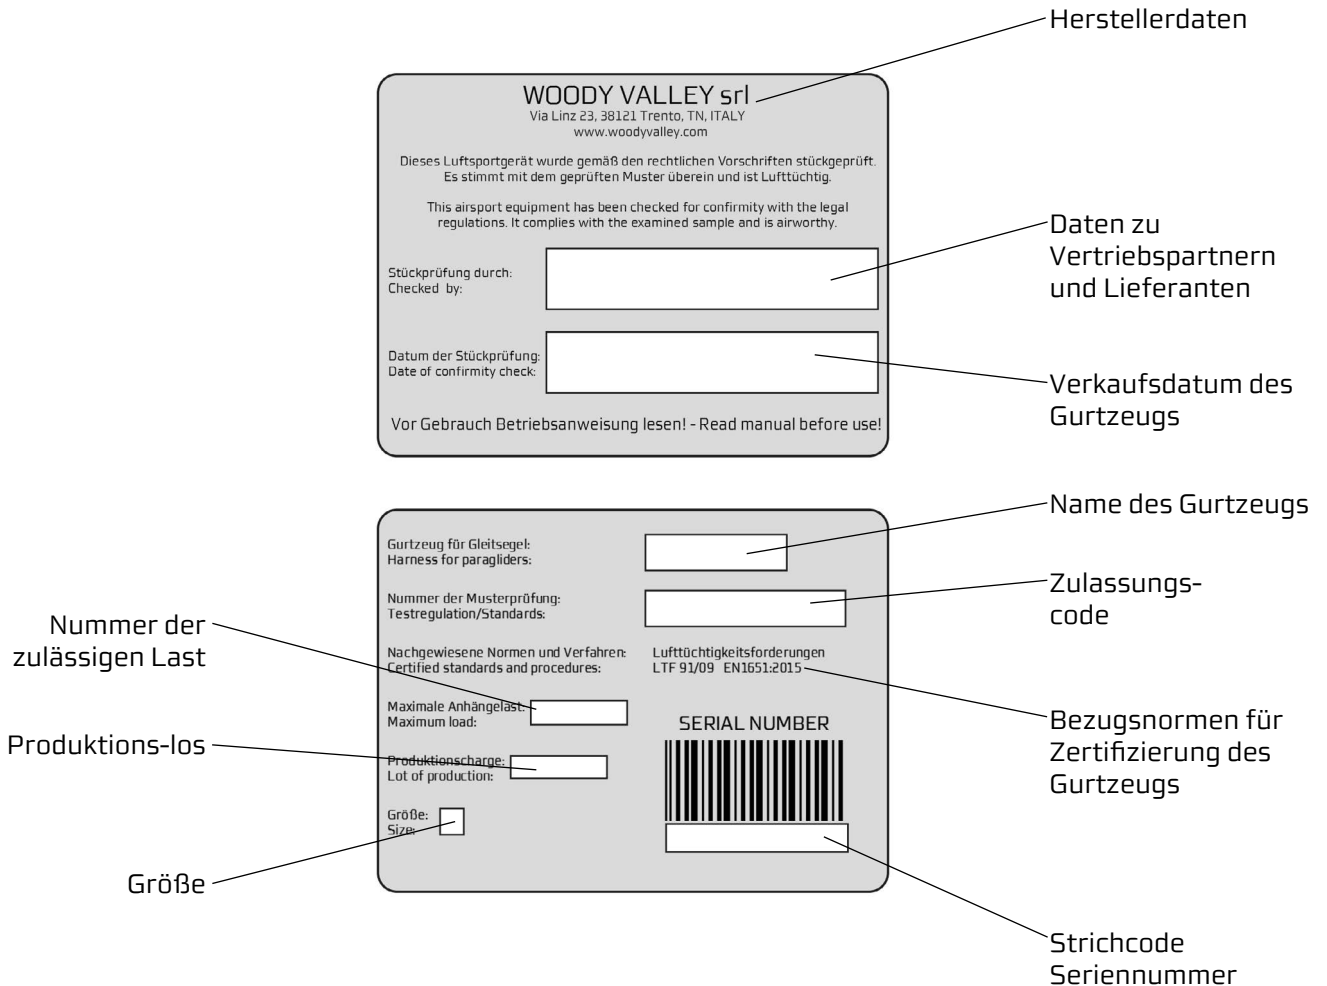 Herstellerdaten
WOODY VALLEY srl
Via Linz 23, 38121 Trento, TN, ITALY
www.woodyvalley.com
Dieses Luftsportgerät wurde gemäß den rechtlichen Vorschriften stückgeprüft.
Es stimmt mit dem geprüften Muster überein und ist Lufttüchtig.
This airsport equipment has been checked for confirmity with the legal
regulations. It complies with the examined sample and is airworthy.
Daten zu
Vertriebspartnern
und Lieferanten
Stückprüfung durch:
Checked by:
Datum der Stückprüfung:
Date of confirmity check:
Verkaufsdatum des
Gurtzeugs
Vor Gebrauch Betriebsanweisung lesen! - Read manual before use!
Name des Gurtzeugs
Gurtzeug für Gleitsegel:
Harness for paragliders:
Zulassungs-
code
Nummer der Musterprüfung:
Testregulation/Standards:
Nummer der
zulässigen Last
Nachgewiesene Normen und Verfahren: Lufttüchtigkeitsforderungen
Certified standards and procedures: LTF 91/09 EN1651:2015
Maximale Anhängelast:
Maximum load:
SERIAL NUMBER
Bezugsnormen für
Zertifizierung des
Gurtzeugs
Produktions-los
Produktionscharge:
Lot of production:
Größe:
Size:
Größe
Strichcode
Seriennummer